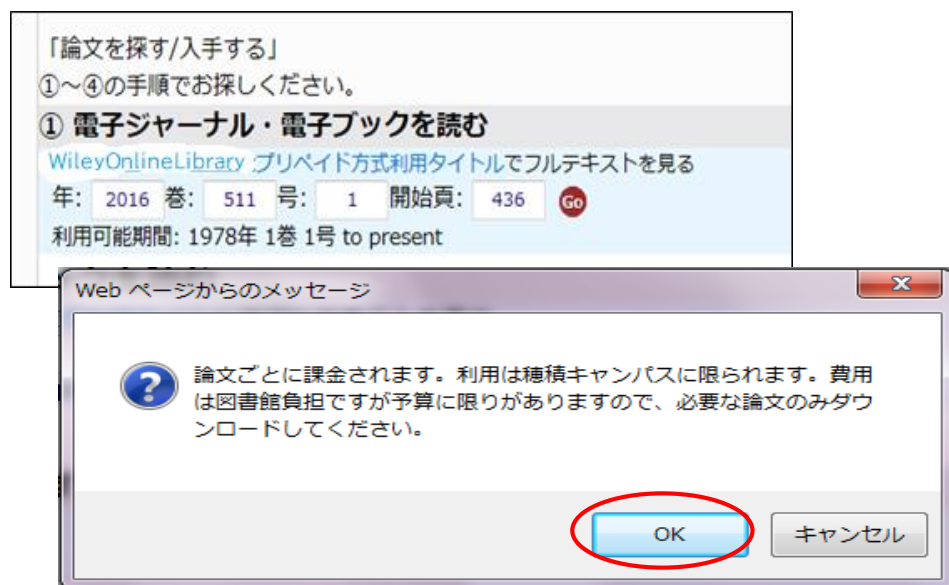 「論文を探す/入手する」
①～④の手順でお探しください。
① 電子ジャーナル・電子ブックを読む
WileyOnlineLibrary プリペイド方式利用タイトルでフルテキストを見る
年: 2016 巻: 511 号: 1 開始頁: 436 Go
利用可能期間: 1978年 1巻 1号 to present
Web ページからのメッセージ
論文ごとに課金されます。利用は穂積キャンパスに限られます。費用
は図書館負担ですが予算に限りがありますので、必要な論文のみダウ
ンロードしてください。
OK キャンセル